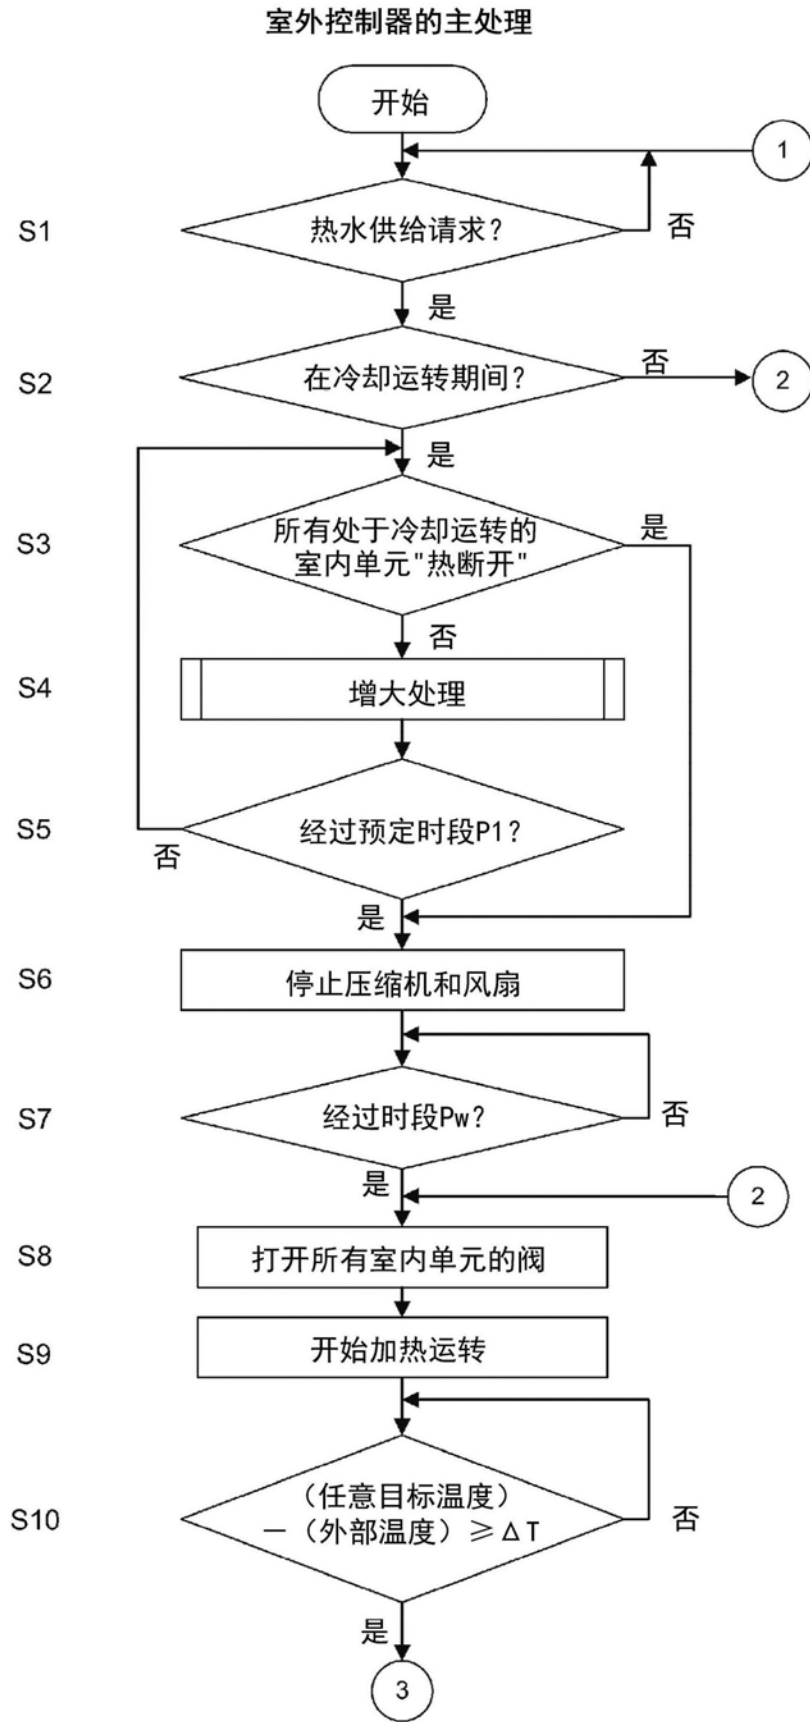 室外控制器的主处理
开始
1
S1
热水供给请求？
否
是
S2
在冷却运转期间？
否
2
是
S3
所有处于冷却运转的
室内单元"热断开"
是
否
S4
增大处理
S5
经过预定时段P1？
否
是
S6
停止压缩机和风扇
S7
经过时段Pw？
否
是
2
S8
打开所有室内单元的阀
S9
开始加热运转
S10
（任意目标温度）
－（外部温度）≥ΔT
否
是
3